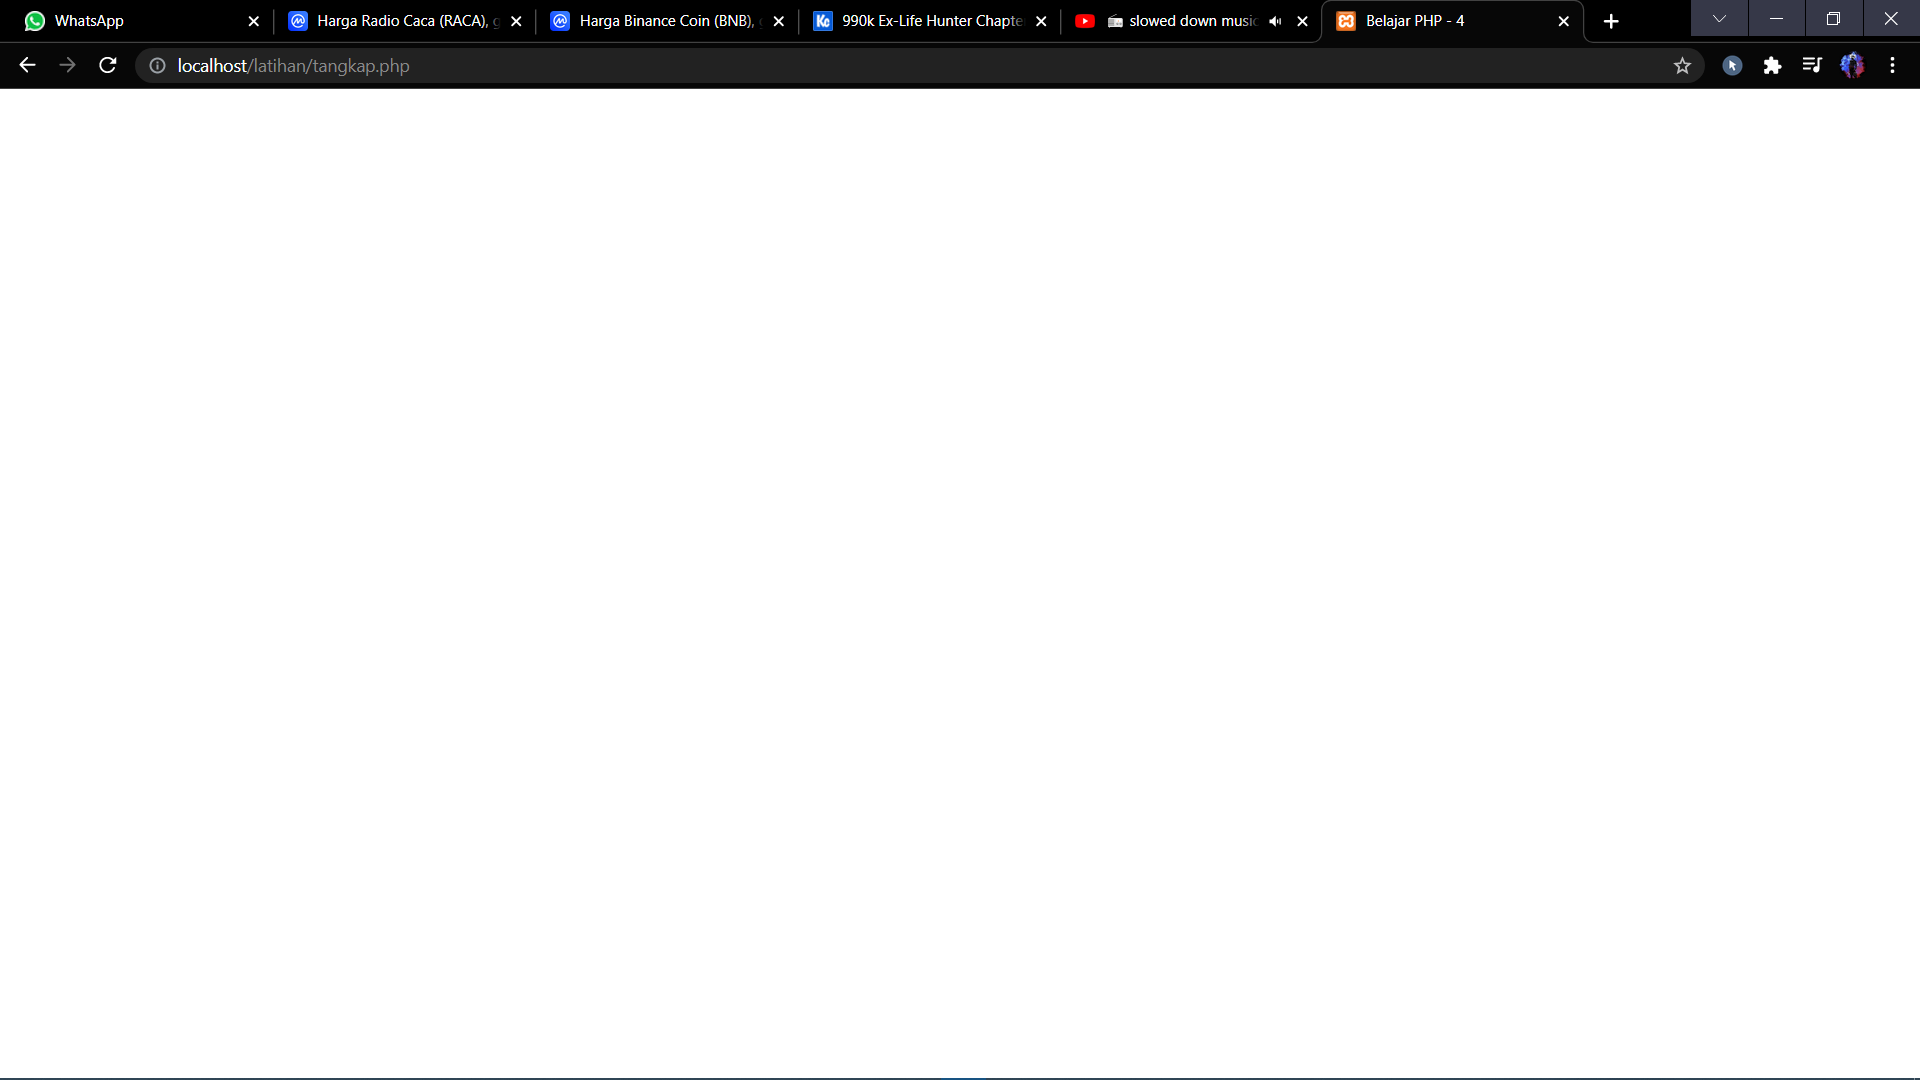 WhatsApp
Harga Radio Caca (RACA), g
Harga Binance Coin (BNB),
Kc 990k Ex-Life Hunter Chapte
slowed down music
Belajar PHP - 4
localhost/latihan/tangkap.php